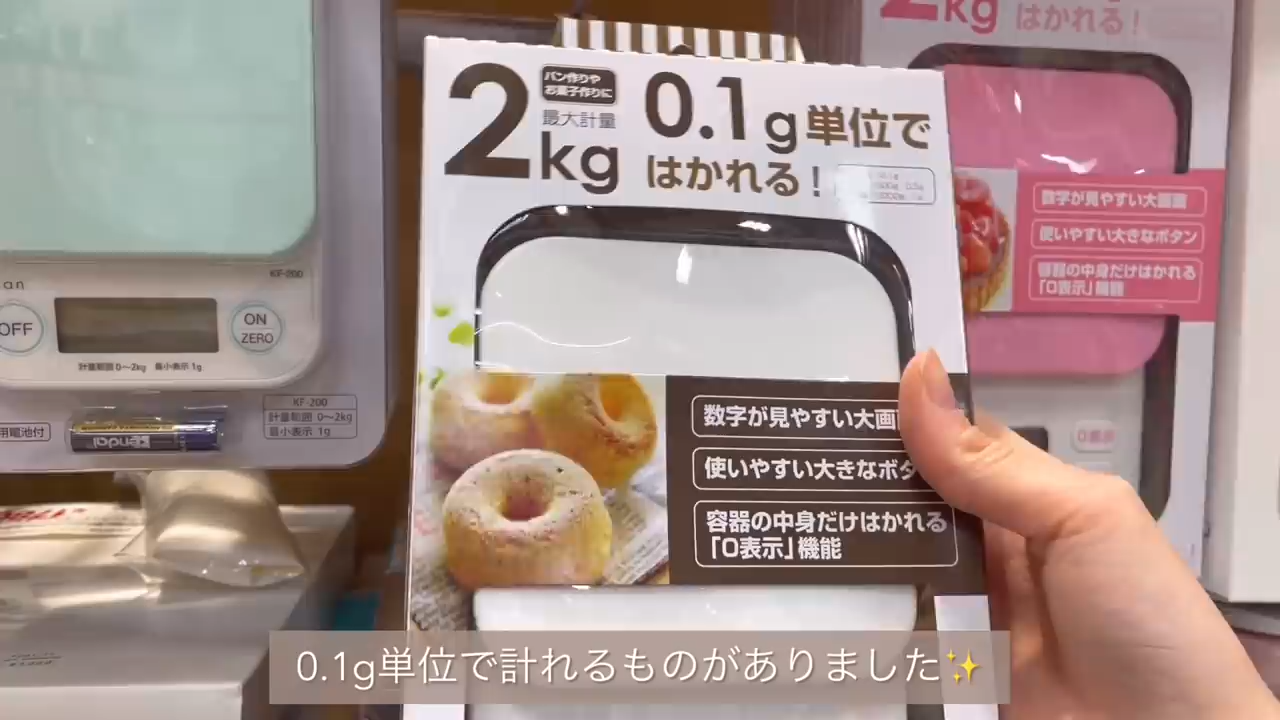 2kg
パン作りや
お菓子作りに
最大計量
0.1g単位で
はかれる！
数字が見やすい大画
使いやすい大きなボタ
容器の中身だけはかれる
「0表示」機能
kg はかれる！
数字が見やすい大画面
使いやすい大きなボタン
容器の中身だけはかれる
「0表示」機能
0表示
KF-200
an
OFF
ON
ZERO
計量範囲 0〜2kg 最小表示 1g
用電池付
KF-200
計量範囲 0〜2kg
最小表示 1g
0.1g単位で計れるものがありました✨